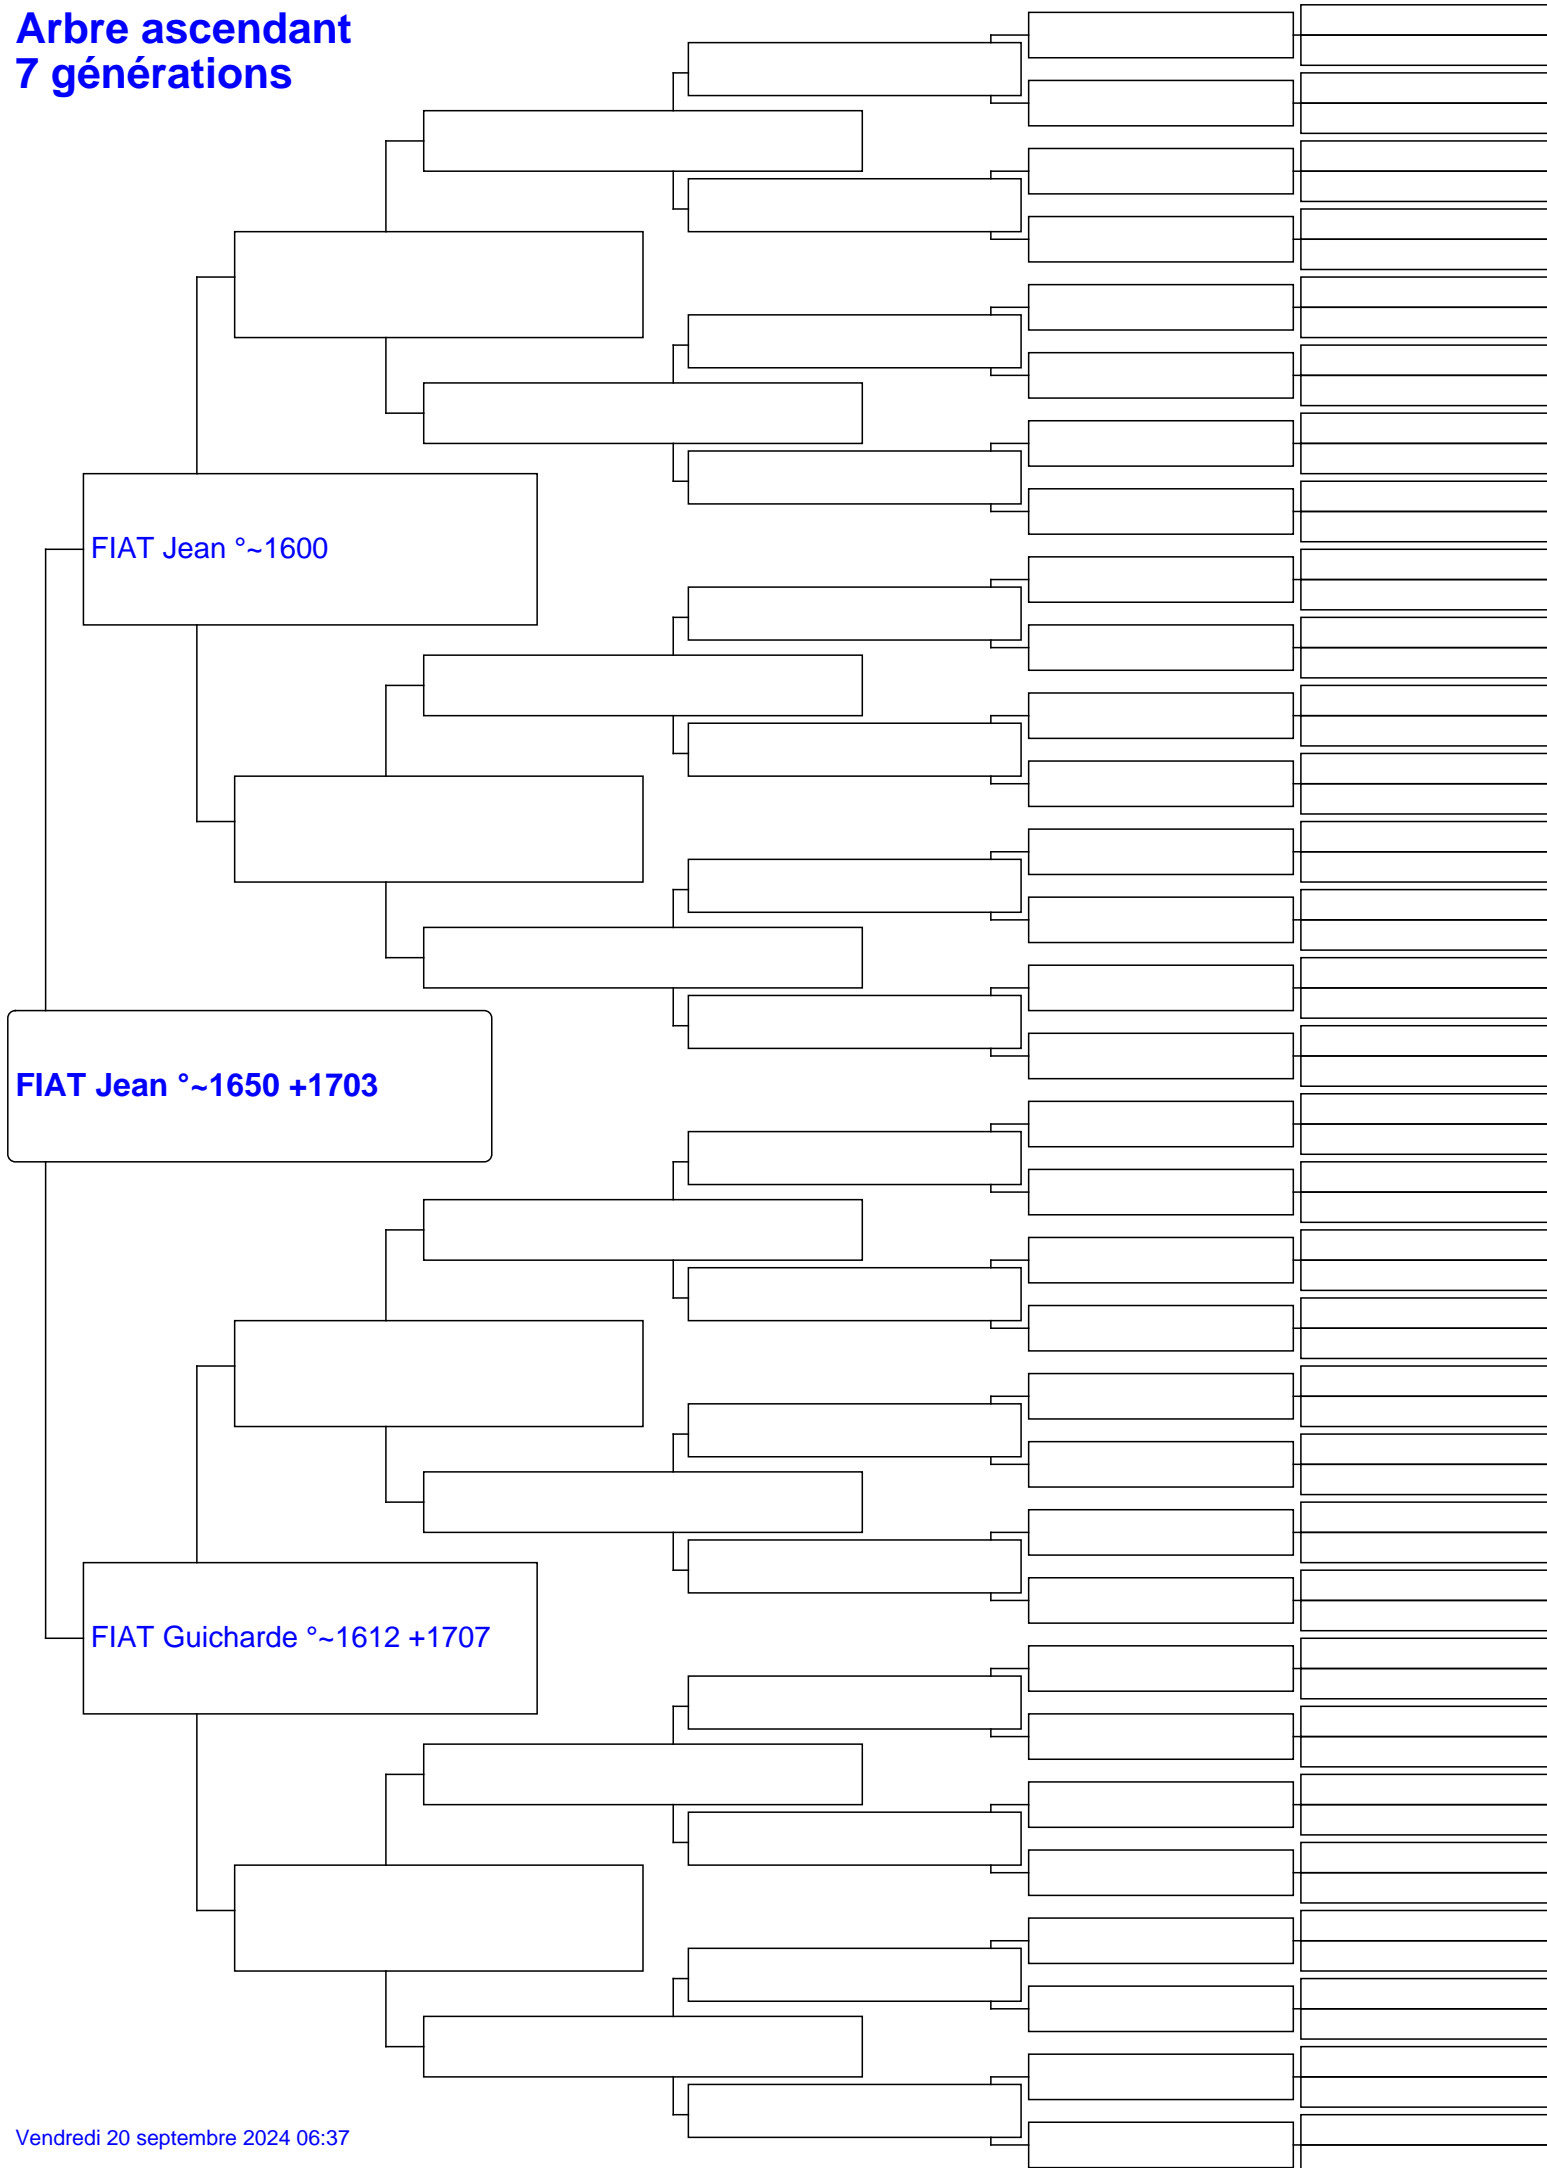 Arbre ascendant
7 générations
FIAT Jean °~1600
FIAT Jean °~1650 +1703
FIAT Guicharde °~1612 +1707
Vendredi 20 septembre 2024 06:37